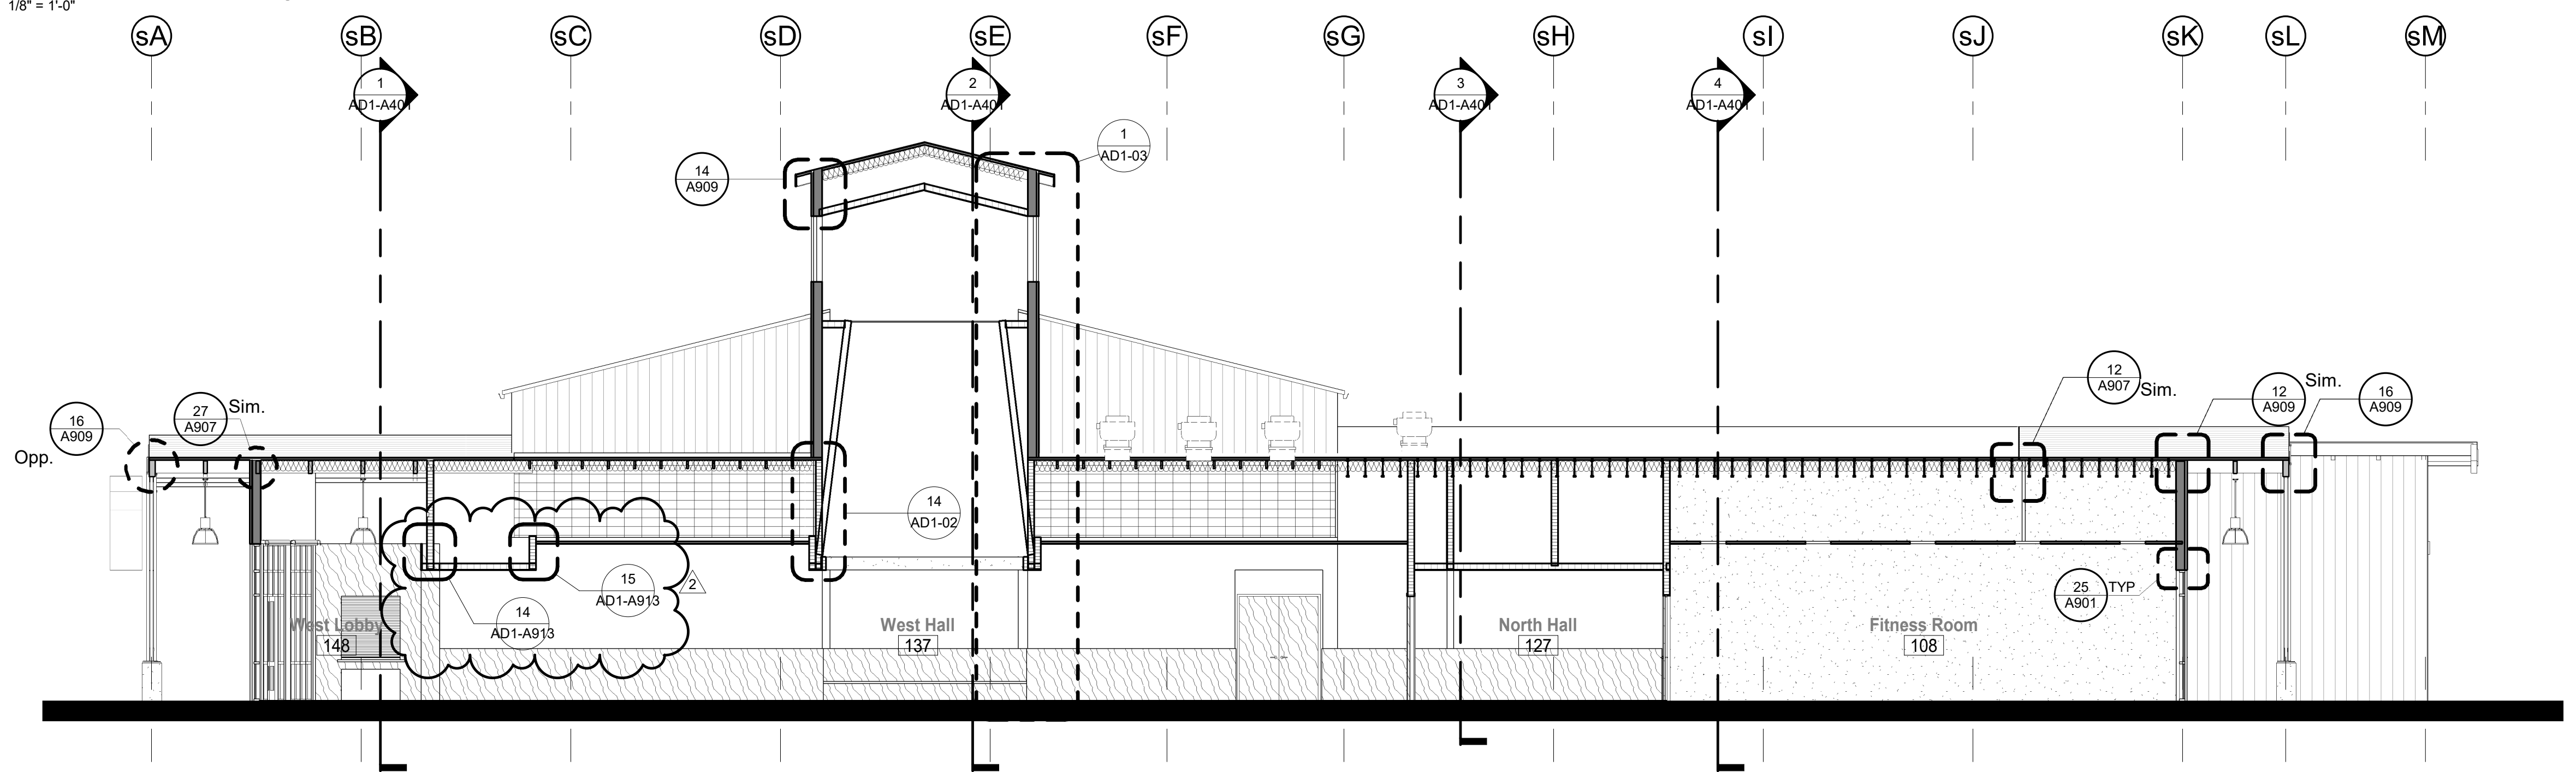 1/8" = 1'-0"
sA
sB
sC
sD
sE
sF
sG
sH
sI
sJ
sK
sL
sM
1
AD1-A401
2
AD1-A401
3
AD1-A401
4
AD1-A401
1
AD1-03
14
A909
12
A907
Sim.
12
A909
Sim.
16
A909
16
A909
Opp.
27
A907
Sim.
14
AD1-02
15
AD1-A913
2
14
AD1-A913
25
A901
TYP
West Lobby
148
West Hall
137
North Hall
127
Fitness Room
108